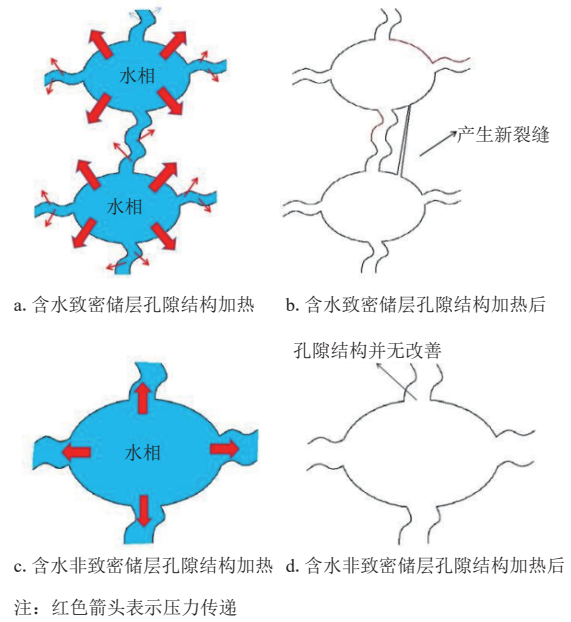 水相
水相
产生新裂缝
a. 含水致密储层孔隙结构加热
b. 含水致密储层孔隙结构加热后
孔隙结构并无改善
水相
c. 含水非致密储层孔隙结构加热
d. 含水非致密储层孔隙结构加热后
注：红色箭头表示压力传递